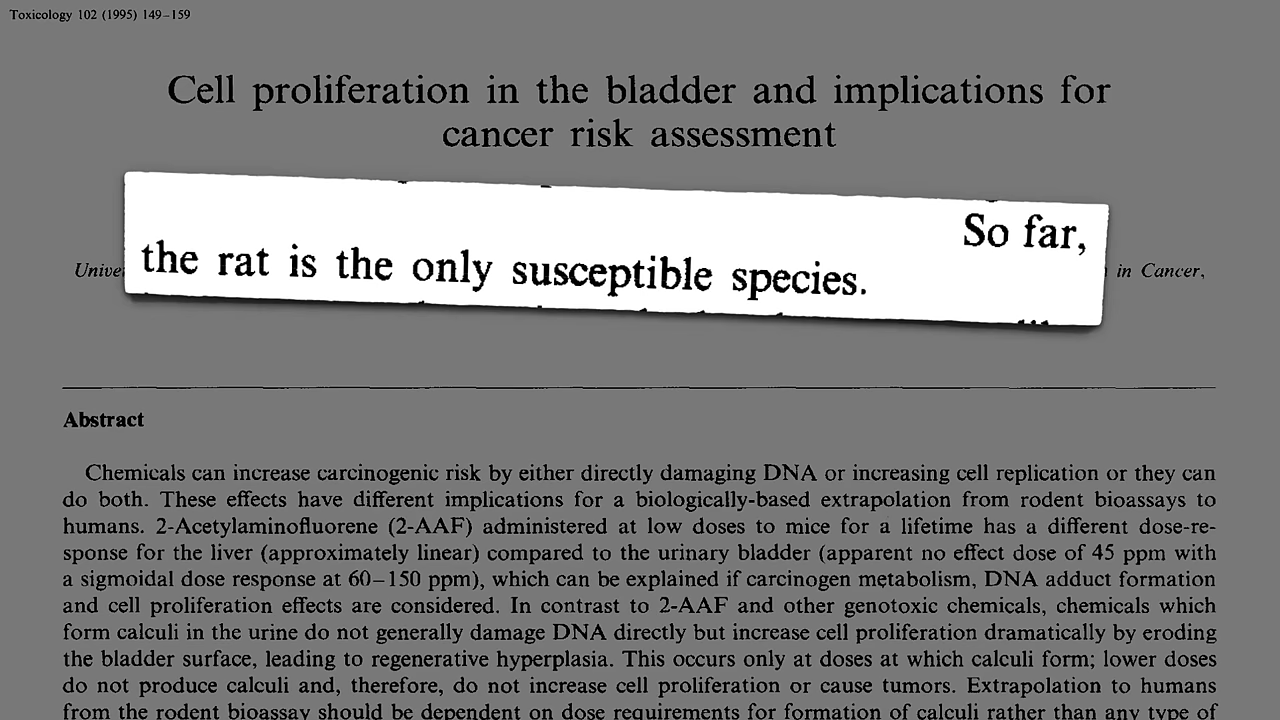 Toxicology 102 (1995) 149–159
Cell proliferation in the bladder and implications for
cancer risk assessment
So far,
the rat is the only susceptible species.
in Cancer,
Abstract
Chemicals can increase carcinogenic risk by either directly damaging DNA or increasing cell replication or they can
do both. These effects have different implications for a biologically-based extrapolation from rodent bioassays to
humans. 2-Acetylaminofluorene (2-AAF) administered at low doses to mice for a lifetime has a different dose-re-
sponse for the liver (approximately linear) compared to the urinary bladder (apparent no effect dose of 45 ppm with
a sigmoidal dose response at 60–150 ppm), which can be explained if carcinogen metabolism, DNA adduct formation
and cell proliferation effects are considered. In contrast to 2-AAF and other genotoxic chemicals, chemicals which
form calculi in the urine do not generally damage DNA directly but increase cell proliferation dramatically by eroding
the bladder surface, leading to regenerative hyperplasia. This occurs only at doses at which calculi form; lower doses
do not produce calculi and, therefore, do not increase cell proliferation or cause tumors. Extrapolation to humans
from the rodent bioassay should be dependent on dose requirements for formation of calculi rather than any type of